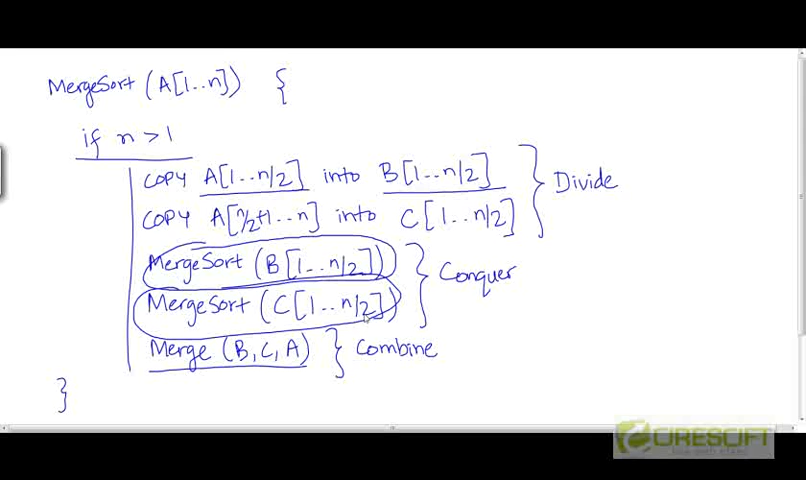 MergeSort (A[1..n]) {
if n > 1
COPY A[1..n/2] into B[1..n/2]
COPY A[n/2+1..n] into C[1..n/2]
} Divide
MergeSort (B[1..n/2])
MergeSort (C[1..n/2])
} Conquer
Merge (B,C,A) } Combine
}
CIRESOFT